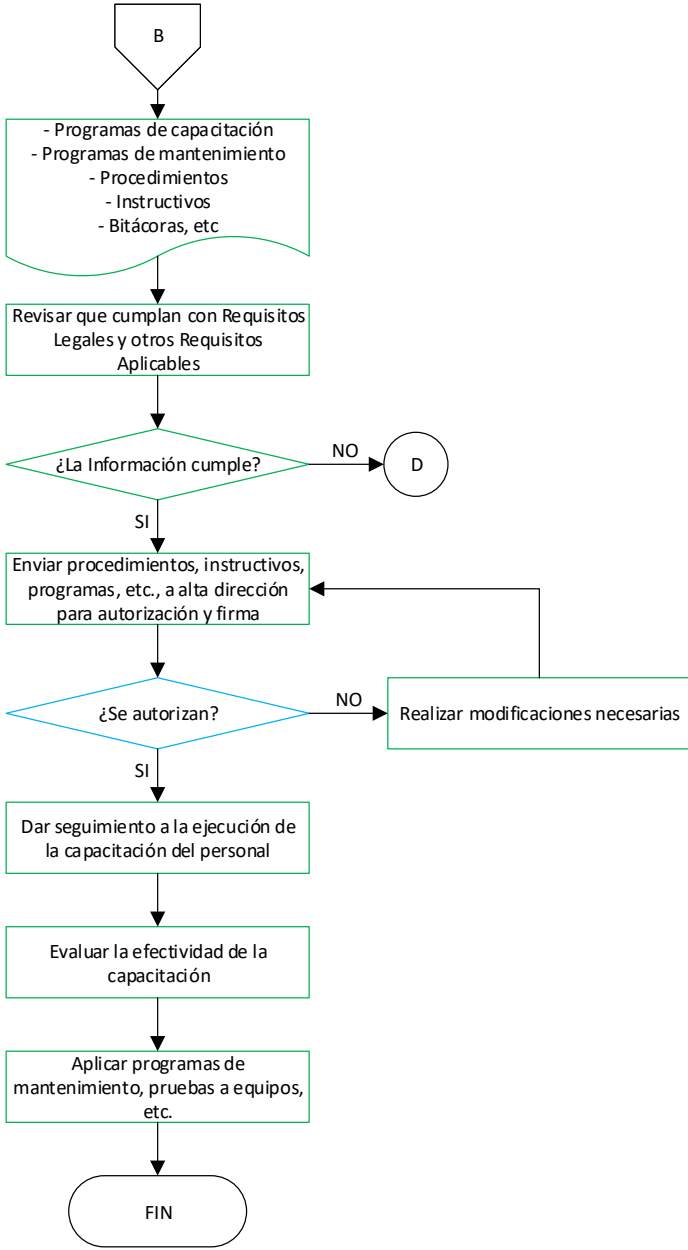 B
- Programas de capacitación
- Programas de mantenimiento
- Procedimientos
- Instructivos
- Bitácoras, etc
Revisar que cumplan con Requisitos
Legales y otros Requisitos
Aplicables
¿La Información cumple?
NO
D
SI
Enviar procedimientos, instructivos,
programas, etc., a alta dirección
para autorización y firma
¿Se autorizan?
NO
Realizar modificaciones necesarias
SI
Dar seguimiento a la ejecución de
la capacitación del personal
Evaluar la efectividad de la
capacitación
Aplicar programas de
mantenimiento, pruebas a equipos,
etc.
FIN